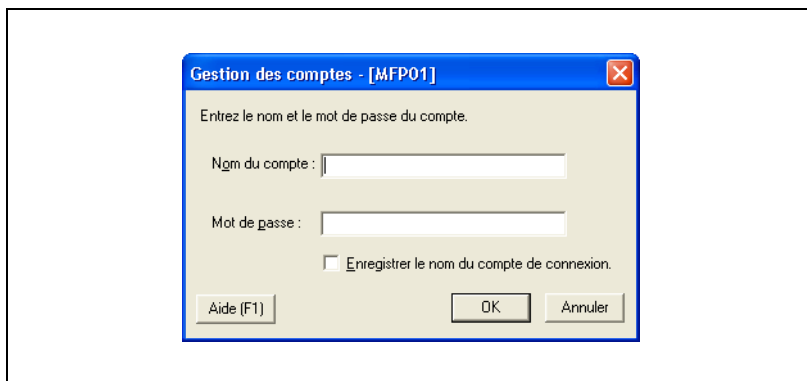 Gestion des comptes - [MFP01]
Entrez le nom et le mot de passe du compte.
Nom du compte :
Mot de passe :
Enregistrer le nom du compte de connexion.
Aide (F1) OK Annuler